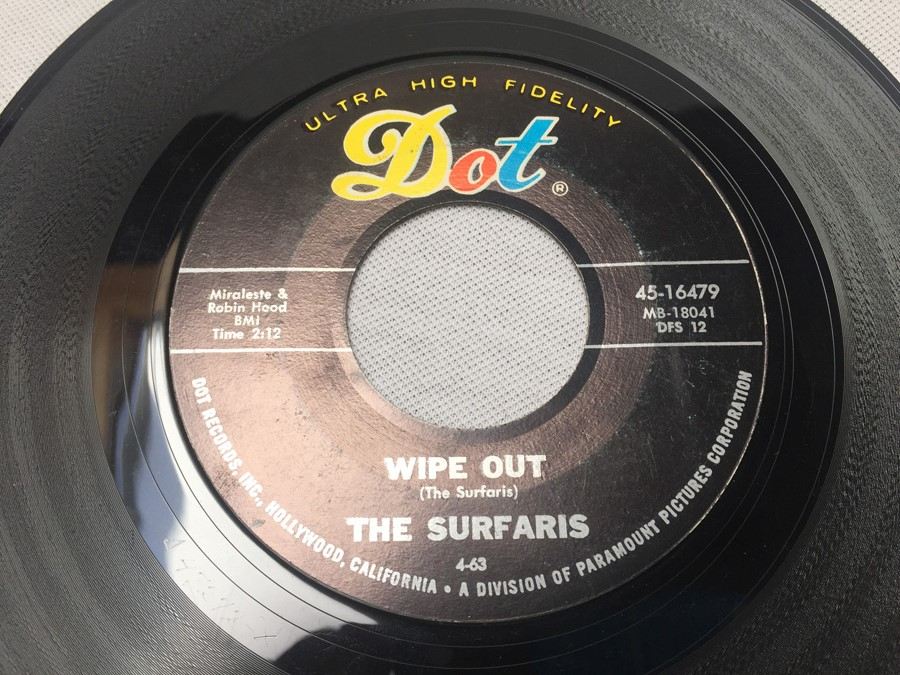 ULTRA HIGH FIDELITY
Dot ®
Miraleste &
Robin Hood
BMI
Time 2:12
45-16479
MB-18041
DFS 12
WIPE OUT
(The Surfaris)
THE SURFARIS
4-63
DOT RECORDS, INC., HOLLYWOOD, CALIFORNIA • A DIVISION OF PARAMOUNT PICTURES CORPORATION